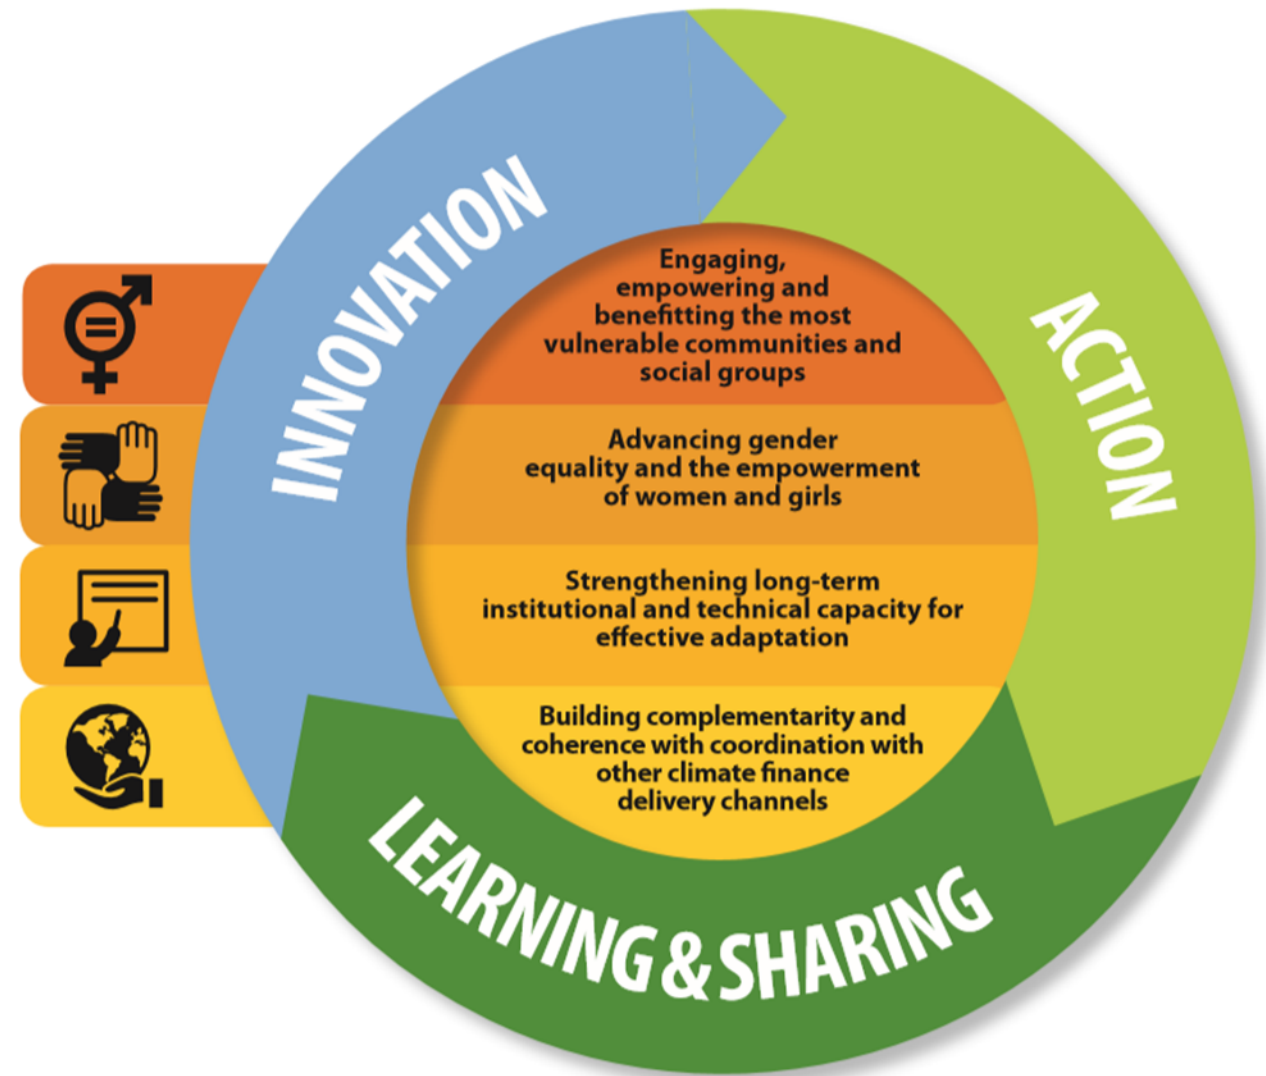 INNOVATION
ACTION
Engaging,
empowering and
benefitting the most
vulnerable communities and
social groups
Advancing gender
equality and the empowerment
of women and girls
Strengthening long-term
institutional and technical capacity for
effective adaptation
Building complementarity and
coherence with coordination with
other climate finance
delivery channels
LEARNING & SHARING